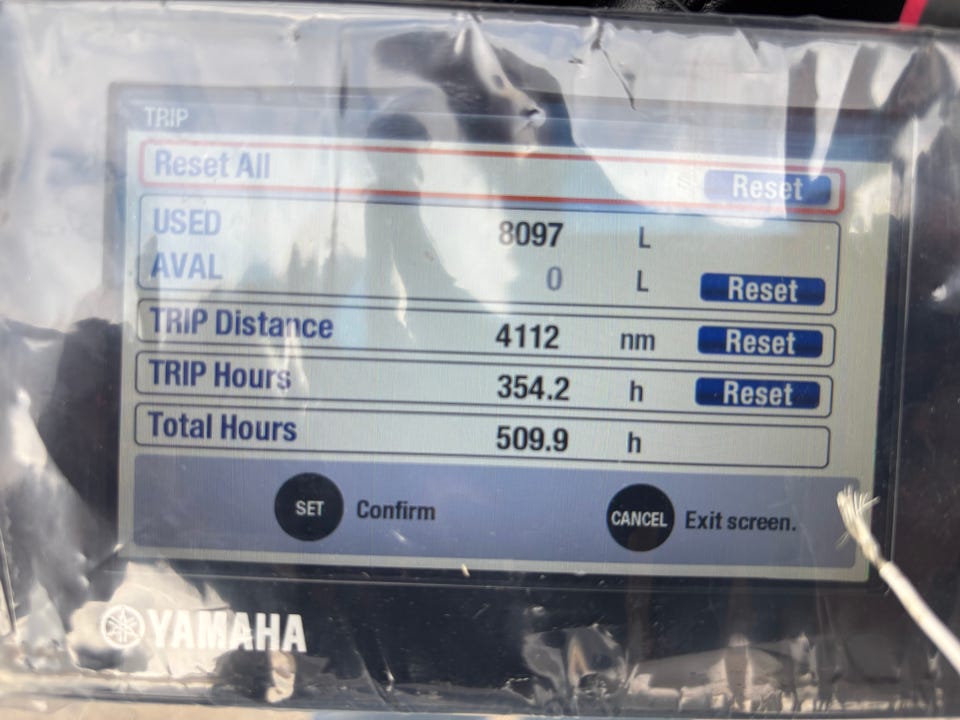 TRIP
Reset All Reset
USED 8097 L
AVAL 0 L Reset
TRIP Distance 4112 nm Reset
TRIP Hours 354.2 h Reset
Total Hours 509.9 h
SET Confirm CANCEL Exit screen.
YAMAHA